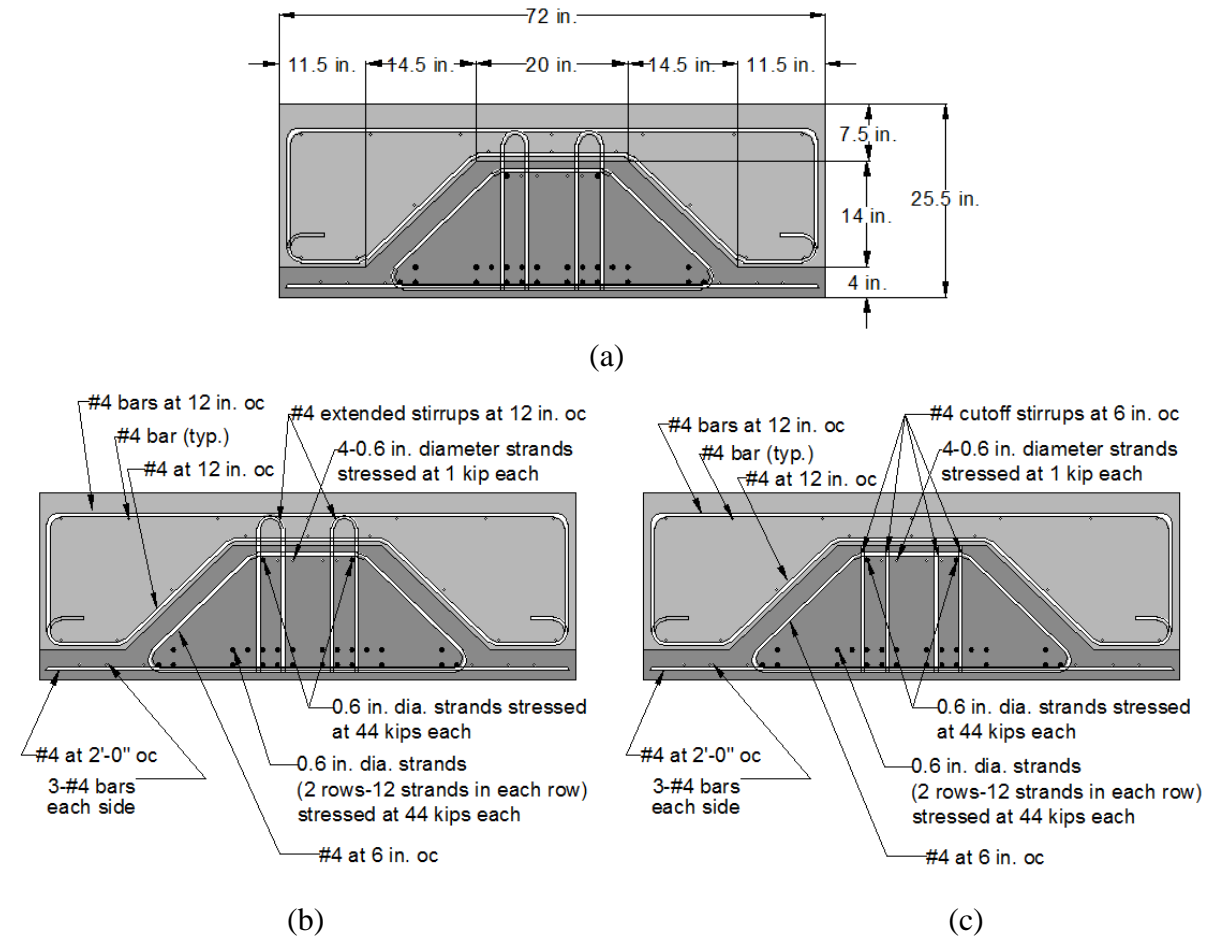 72 in.
11.5 in.
14.5 in.
20 in.
14.5 in.
11.5 in.
7.5 in.
14 in.
25.5 in.
4 in.
(a)
#4 bars at 12 in. oc
#4 bar (typ.)
#4 at 12 in. oc
#4 extended stirrups at 12 in. oc
4-0.6 in. diameter strands
stressed at 1 kip each
0.6 in. dia. strands stressed
at 44 kips each
#4 at 2'-0" oc
3-#4 bars
each side
0.6 in. dia. strands
(2 rows-12 strands in each row)
stressed at 44 kips each
#4 at 6 in. oc
(b)
#4 bars at 12 in. oc
#4 bar (typ.)
#4 at 12 in. oc
#4 cutoff stirrups at 6 in. oc
4-0.6 in. diameter strands
stressed at 1 kip each
0.6 in. dia. strands stressed
at 44 kips each
#4 at 2'-0" oc
3-#4 bars
each side
0.6 in. dia. strands
(2 rows-12 strands in each row)
stressed at 44 kips each
#4 at 6 in. oc
(c)